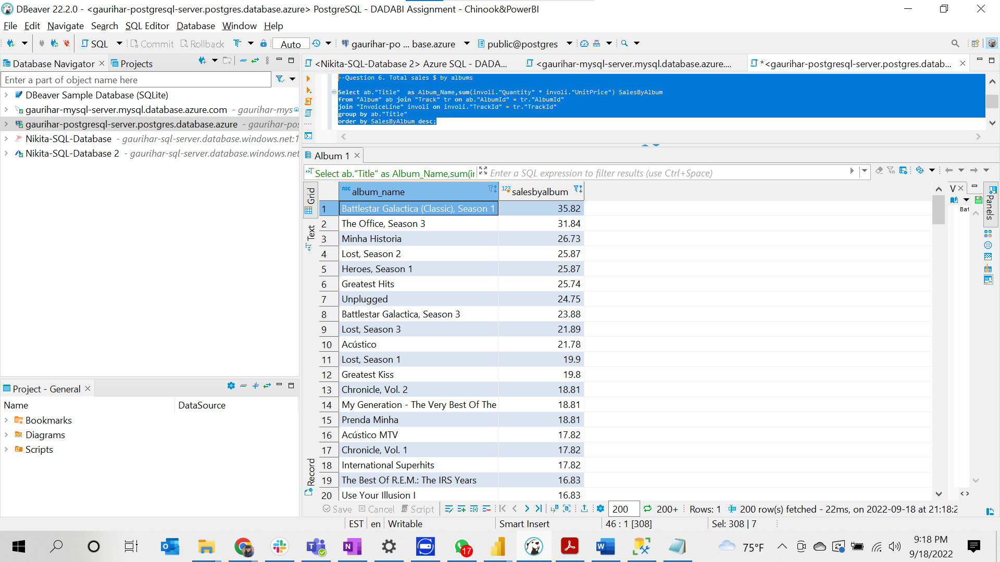 DBeaver 22.2.0 - <gaurihar-postgresql-server.postgres.database.azure> PostgreSQL - DADABI Assignment - Chinook&PowerBI
File Edit Navigate Search SQL Editor Database Window Help
SQL Commit Rollback Auto gaurihar-po ... base.azure public@postgres
Database Navigator Projects
<Nikita-SQL-Database 2> Azure SQL - DADA... <gaurihar-mysql-server.mysql.database.azure.... *<gaurihar-postgresql-server.postgres.datab...
Enter a part of object name here
DBeaver Sample Database (SQLite)
gaurihar-mysql-server.mysql.database.azure.com - gaurihar-mys
gaurihar-postgresql-server.postgres.database.azure - gaurihar-pos
Nikita-SQL-Database - gaurihar-sql-server.database.windows.net:1
Nikita-SQL-Database 2 - gaurihar-sql-server.database.windows.net
--Question 6. Total sales $ by albums
Select ab."Title"  as Album_Name,sum(involi."Quantity" * involi."UnitPrice") SalesByAlbum
from "Album" ab join "Track" tr on ab."AlbumId" = tr."AlbumId"
join "InvoiceLine" involi on involi."TrackId" = tr."TrackId"
group by ab."Title"
order by SalesByAlbum desc;
Album 1
Select ab."Title" as Album_Name,sum(in Enter a SQL expression to filter results (use Ctrl+Space)
Grid
Text
Record
ABC album_name 123 salesbyalbum
1 Battlestar Galactica (Classic), Season 1 35.82
2 The Office, Season 3 31.84
3 Minha Historia 26.73
4 Lost, Season 2 25.87
5 Heroes, Season 1 25.87
6 Greatest Hits 25.74
7 Unplugged 24.75
8 Battlestar Galactica, Season 3 23.88
9 Lost, Season 3 21.89
10 Acústico 21.78
11 Lost, Season 1 19.9
12 Greatest Kiss 19.8
13 Chronicle, Vol. 2 18.81
14 My Generation - The Very Best Of The 18.81
15 Prenda Minha 18.81
16 Acústico MTV 17.82
17 Chronicle, Vol. 1 17.82
18 International Superhits 17.82
19 The Best Of R.E.M.: The IRS Years 16.83
20 Use Your Illusion I 16.83
V
Bat
Panels
Project - General
Name DataSource
Bookmarks
Diagrams
Scripts
Save Cancel Script 200 200+ Rows: 1 200 row(s) fetched - 22ms, on 2022-09-18 at 21:18:2
EST en Writable Smart Insert 46 : 1 [308] Sel: 308 | 7
17
75°F
9:18 PM
9/18/2022